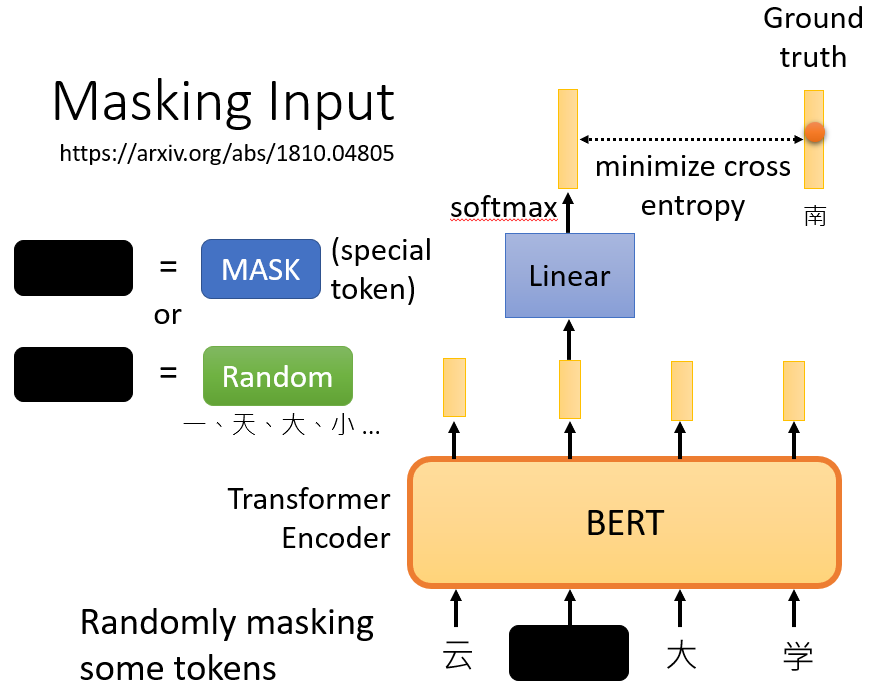 Masking Input
https://arxiv.org/abs/1810.04805
Ground
truth
minimize cross
entropy
南
softmax
Linear
= MASK (special
token)
or
= Random
一、天、大、小 ...
Transformer
Encoder
BERT
Randomly masking
some tokens
云 大 学